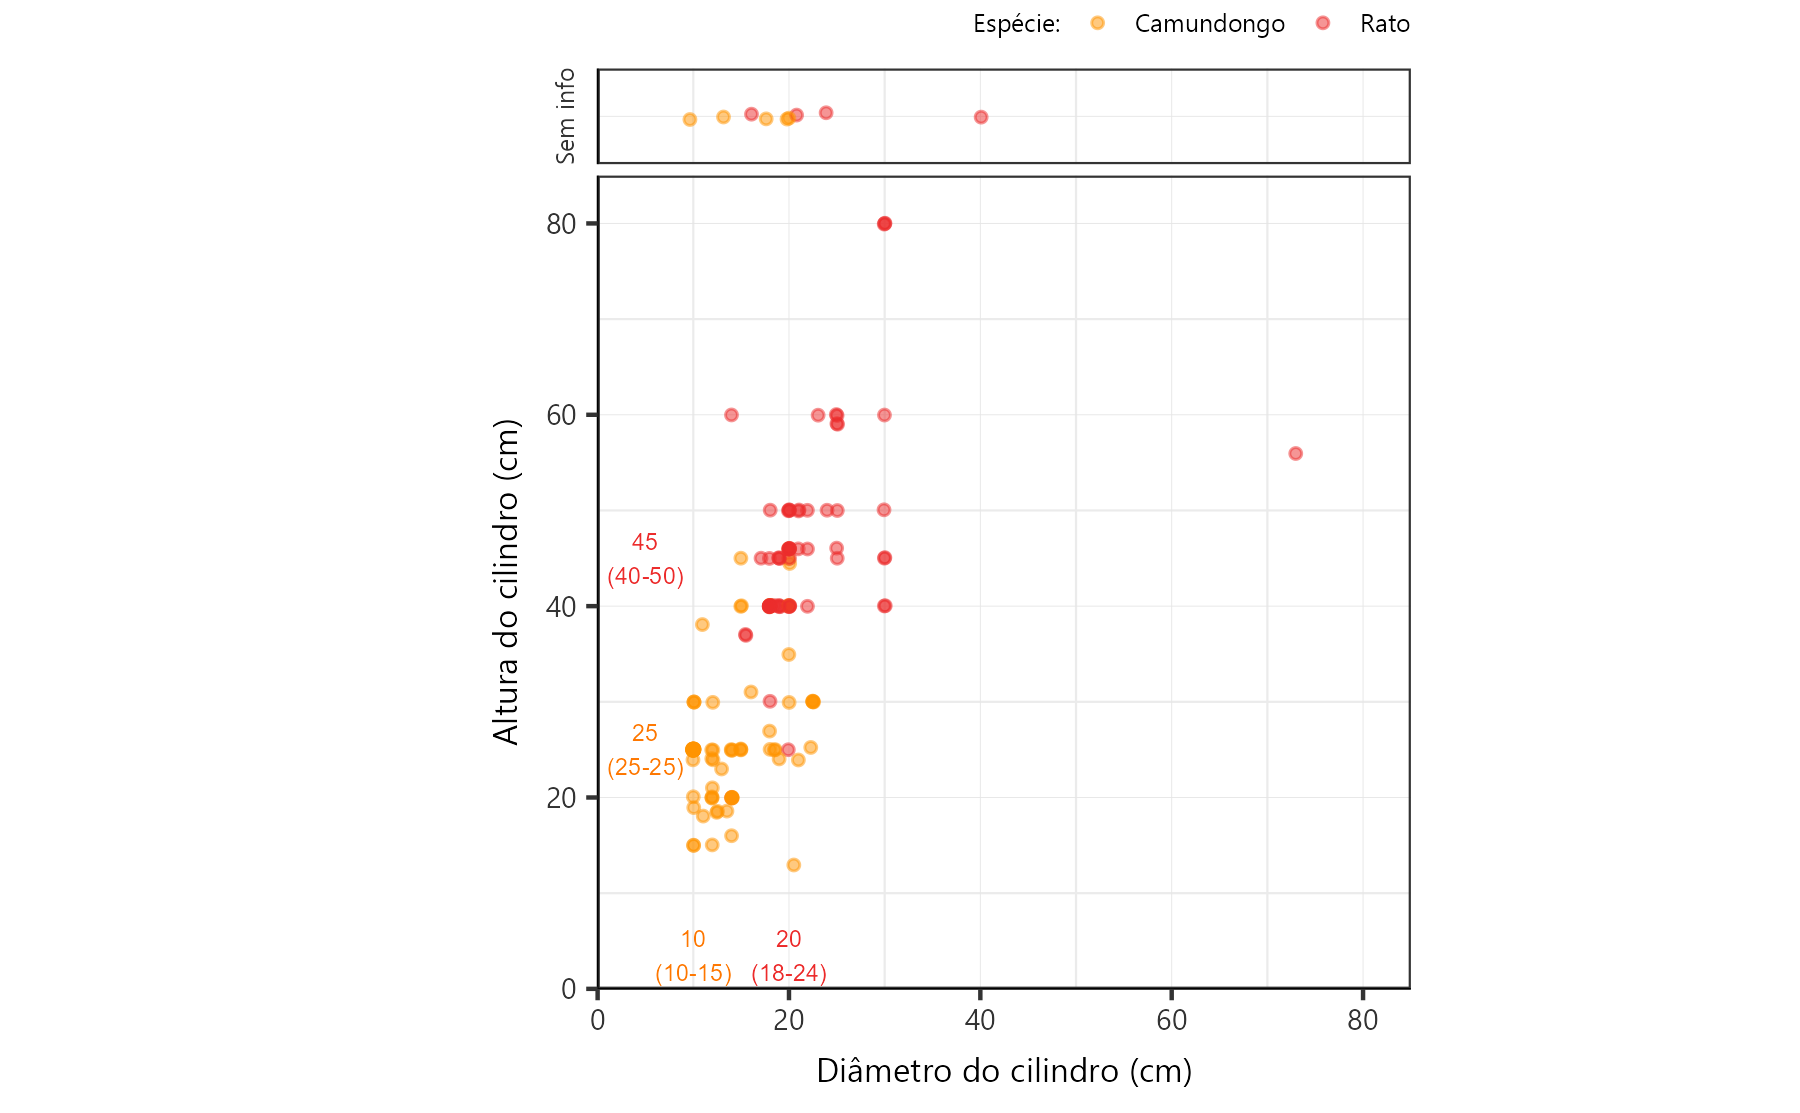 Espécie: Camundongo Rato
Sem info
80
60
45
(40-50)
40
25
(25-25)
20
10
(10-15)
20
(18-24)
0
0 20 40 60 80
Altura do cilindro (cm)
Diâmetro do cilindro (cm)